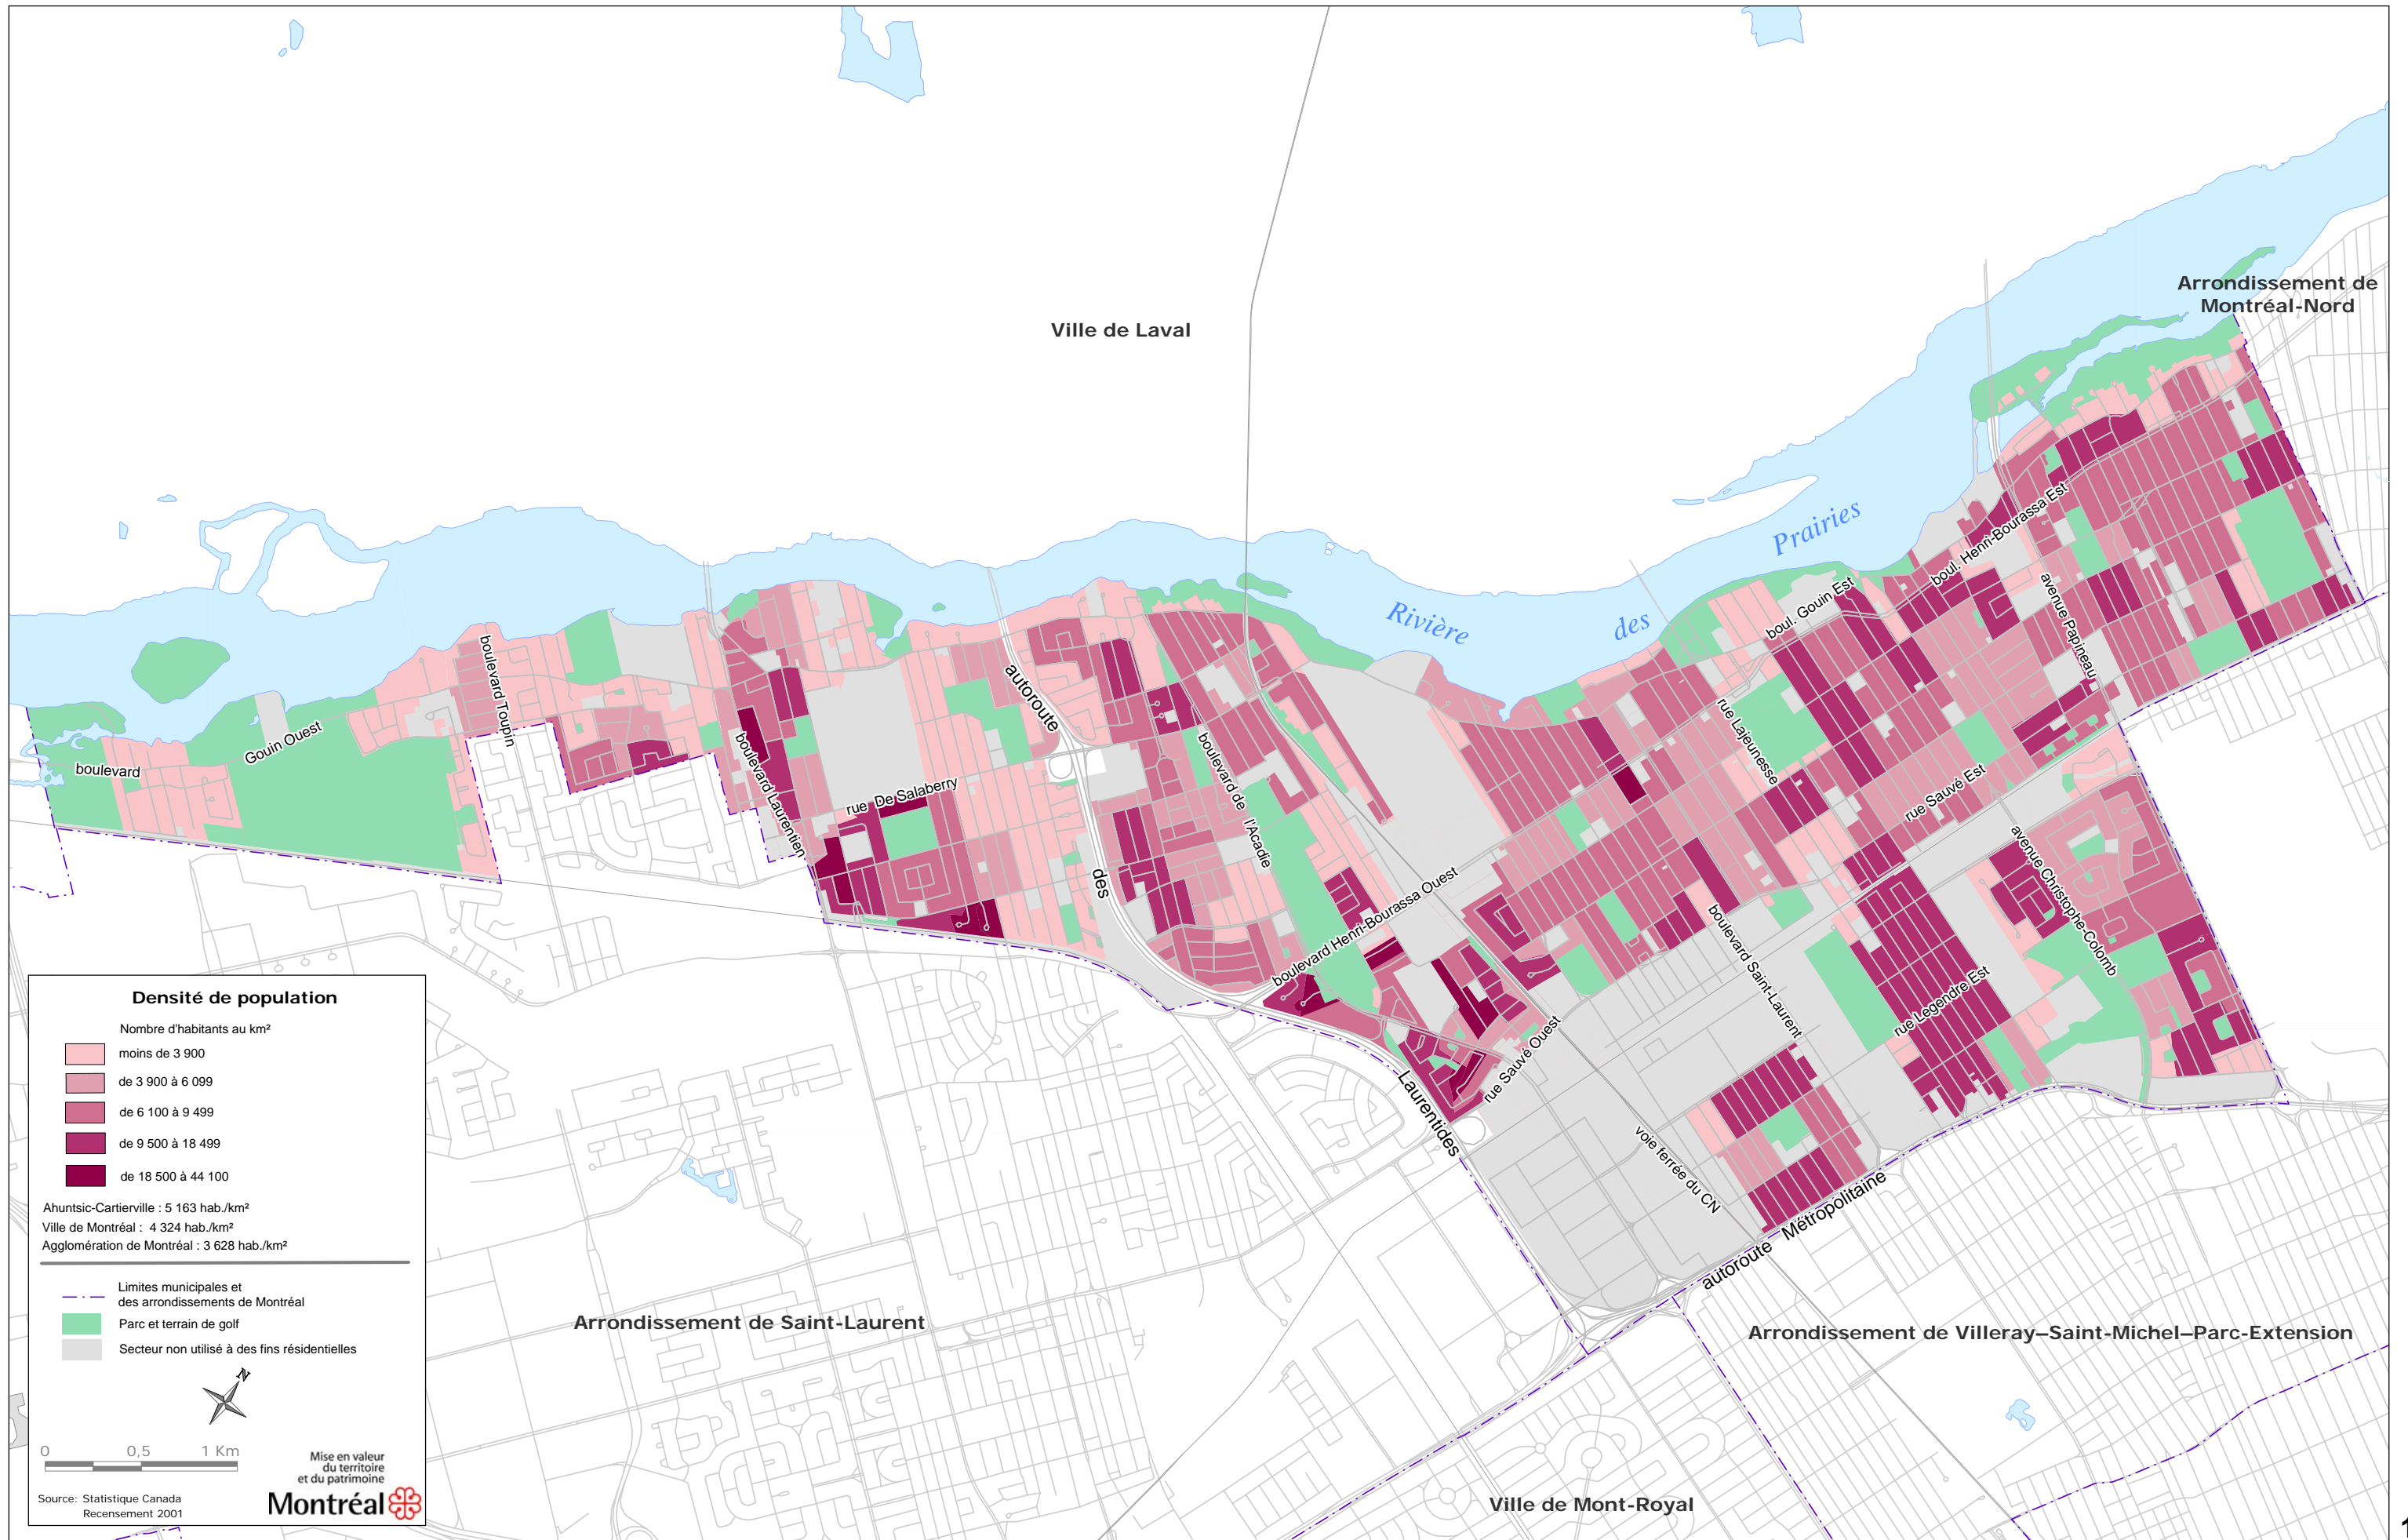 Arrondissement de
Montréal-Nord
Ville de Laval
Rivière
des
Prairies
boul. Henri-Bourassa Est
boul. Gouin Est
avenue Papineau
boulevard Toupin
boulevard
Gouin Ouest
boulevard Laurentien
rue De Salaberry
autoroute
des
Laurentides
boulevard de
l'Acadie
boulevard Henri-Bourassa Ouest
rue Lajeunesse
rue Sauvé Est
avenue Christophe-Colomb
boulevard Saint-Laurent
rue Legendre Est
rue Sauvé Ouest
voie ferrée du CN
autoroute Métropolitaine
Arrondissement de Saint-Laurent
Arrondissement de Villeray–Saint-Michel–Parc-Extension
Ville de Mont-Royal
Densité de population
Nombre d'habitants au km²
moins de 3 900
de 3 900 à 6 099
de 6 100 à 9 499
de 9 500 à 18 499
de 18 500 à 44 100
Ahuntsic-Cartierville : 5 163 hab./km²
Ville de Montréal : 4 324 hab./km²
Agglomération de Montréal : 3 628 hab./km²
Limites municipales et
des arrondissements de Montréal
Parc et terrain de golf
Secteur non utilisé à des fins résidentielles
N
0 0,5 1 Km
Mise en valeur
du territoire
et du patrimoine
Montréal
Source: Statistique Canada
Recensement 2001